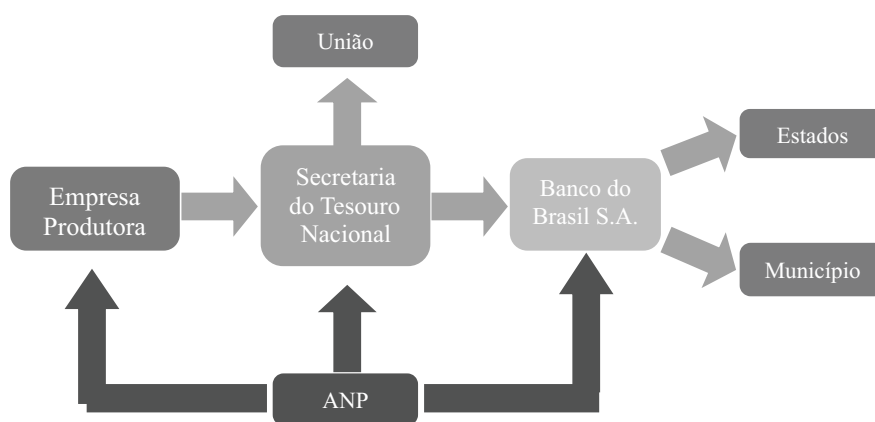 União
Empresa
Produtora
Secretaria
do Tesouro
Nacional
Banco do
Brasil S.A.
Estados
Município
ANP